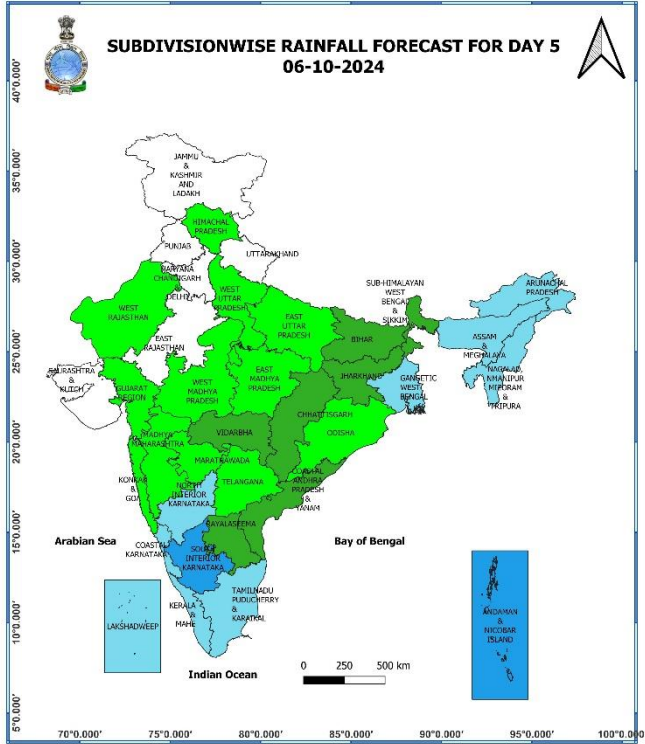 SUBDIVISIONWISE RAINFALL FORECAST FOR DAY 5
06-10-2024
40°0.000'
35°0.000'
30°0.000'
25°0.000'
20°0.000'
15°0.000'
10°0.000'
5°0.000'
JAMMU
&
KASHMIR
AND
LADAKH
HIMACHAL
PRADESH
PUNJAB
UTTARAKHAND
HARYANA
CHANDIGARH
&
DELHI
WEST
UTTAR
PRADESH
WEST
RAJASTHAN
EAST
RAJASTHAN
EAST
UTTAR
PRADESH
SUB-HIMALAYAN
WEST
BENGAL
&
SIKKIM
ARUNACHAL
PRADESH
ASSAM
&
MEGHALAYA
NAGALAD,
MIZORAM
&
TRIPURA
BIHAR
JHARKHAND
GANGETIC
WEST
BENGAL
SAURASHTRA
&
KUTCH
GUJARAT
REGION
WEST
MADHYA
PRADESH
EAST
MADHYA
PRADESH
CHHATTISGARH
ODISHA
VIDARBHA
MADHYA
MAHARASHTRA
MARATHWADA
TELANGANA
KONKAN
&
GOA
NORTH
INTERIOR
KARNATAKA
COASTAL
ANDHRA
PRADESH
&
YANAM
RAYALASEEMA
COASTAL
KARNATAKA
SOUTH
INTERIOR
KARNATAKA
TAMILNADU
PUDUCHERRY
&
KARAIKAL
KERALA
&
MAHE
LAKSHADWEEP
ANDAMAN
&
NICOBAR
ISLAND
Arabian Sea
Bay of Bengal
Indian Ocean
0 250 500 km
70°0.000' 75°0.000' 80°0.000' 85°0.000' 90°0.000' 95°0.000' 100°0.000'